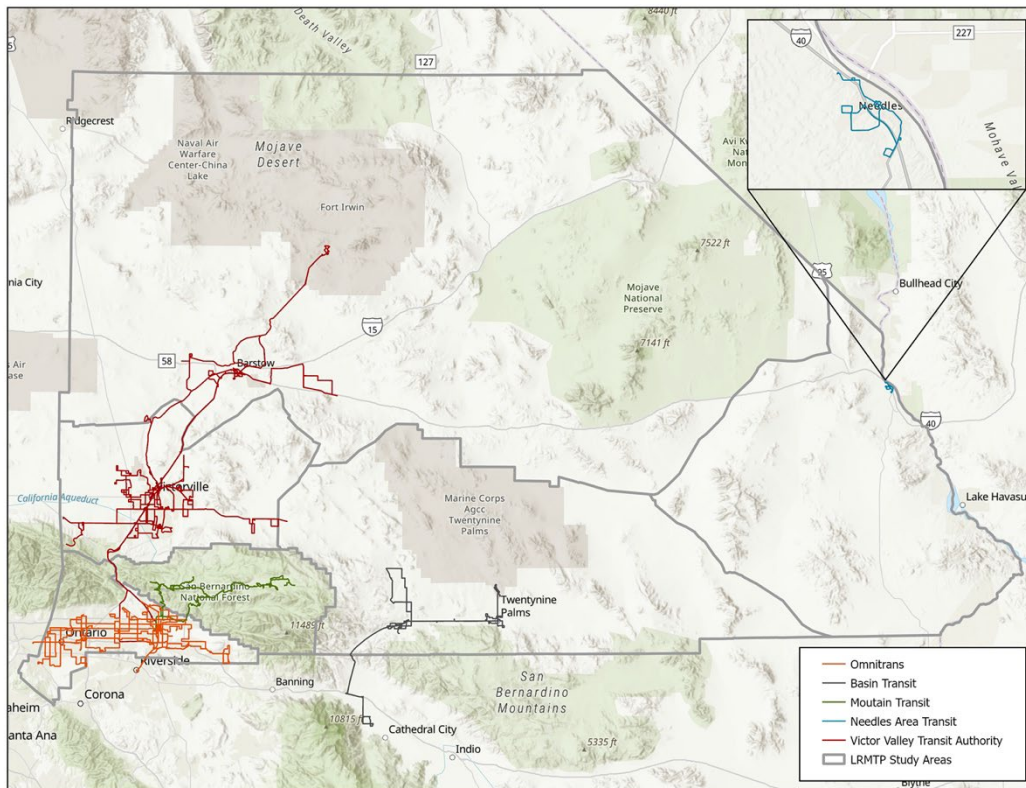 8440 ft
Death Valley
127
40
227
Needles
Mohave Val
Ridgecrest
Naval Air
Warfare
Center-China
Lake
Mojave
Desert
Fort Irwin
Avi Kw
Nat
Mon
7522 ft
95
nia City
15
Mojave
National
Preserve
Bullhead City
7141 ft
58
Barstow
s Air
ase
40
California Aqueduct
Victorville
Marine Corps
Agcc
Twentynine
Palms
Lake Havasu
San Bernardino
National Forest
Twentynine
Palms
11485 ft
Ontario
Riverside
Banning
Corona
San
Bernardino
Mountains
aheim
anta Ana
10815 ft
Cathedral City
Indio
5335 ft
Blythe
Omnitrans
Basin Transit
Moutain Transit
Needles Area Transit
Victor Valley Transit Authority
LRMTP Study Areas